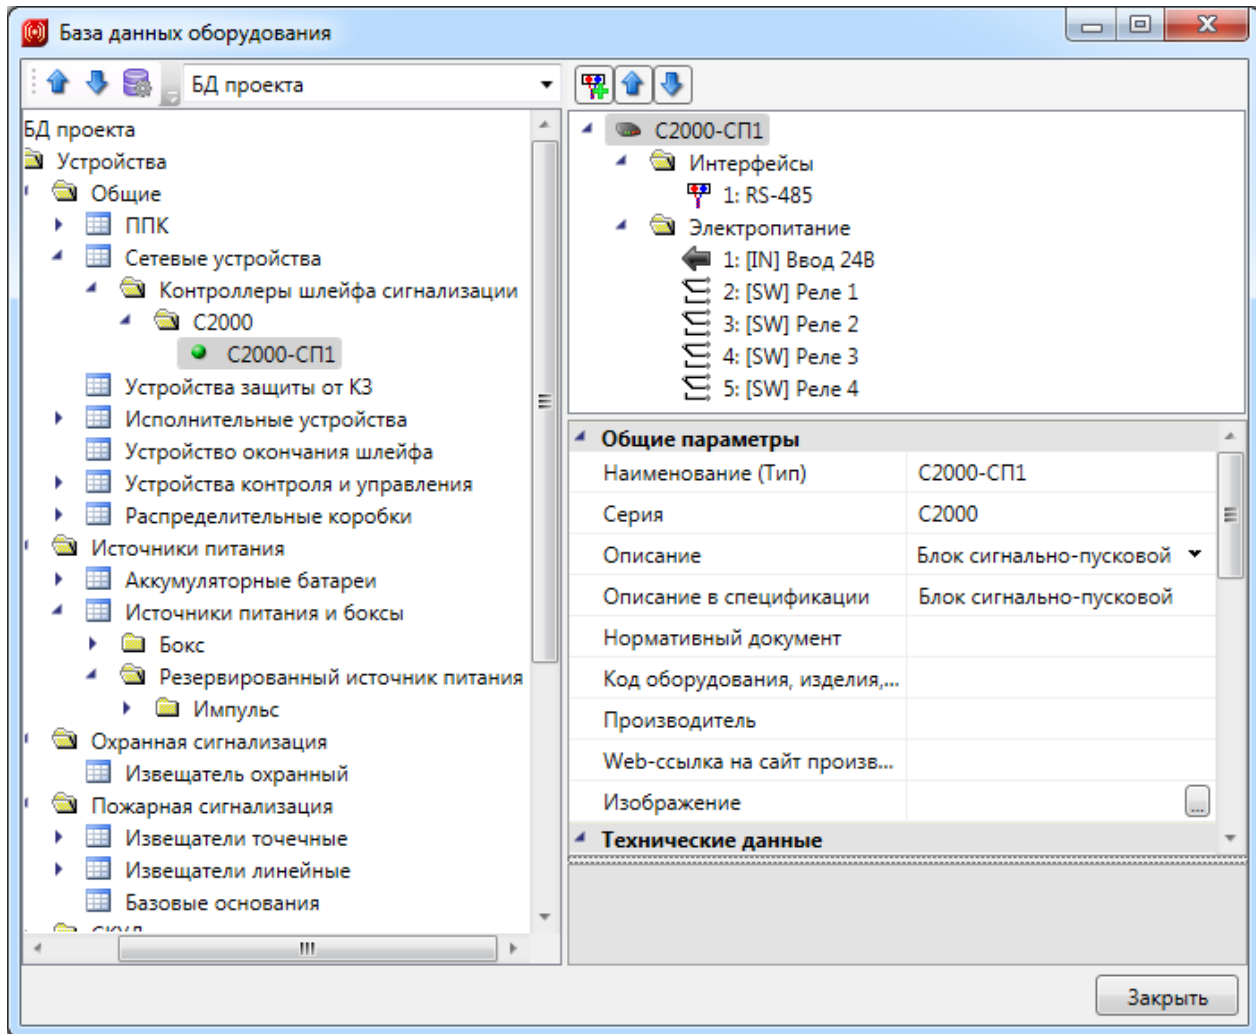 База данных оборудования
БД проекта
БД проекта
Устройства
Общие
ППК
Сетевые устройства
Контроллеры шлейфа сигнализации
С2000
С2000-СП1
Устройства защиты от КЗ
Исполнительные устройства
Устройство окончания шлейфа
Устройства контроля и управления
Распределительные коробки
Источники питания
Аккумуляторные батареи
Источники питания и боксы
Бокс
Резервированный источник питания
Импульс
Охранная сигнализация
Извещатель охранный
Пожарная сигнализация
Извещатели точечные
Извещатели линейные
Базовые основания
СКУД
С2000-СП1
Интерфейсы
1: RS-485
Электропитание
1: [IN] Ввод 24В
2: [SW] Реле 1
3: [SW] Реле 2
4: [SW] Реле 3
5: [SW] Реле 4
Общие параметры
Наименование (Тип) С2000-СП1
Серия С2000
Описание Блок сигнально-пусковой
Описание в спецификации Блок сигнально-пусковой
Нормативный документ
Код оборудования, изделия,...
Производитель
Web-ссылка на сайт произв...
Изображение ...
Технические данные
Закрыть